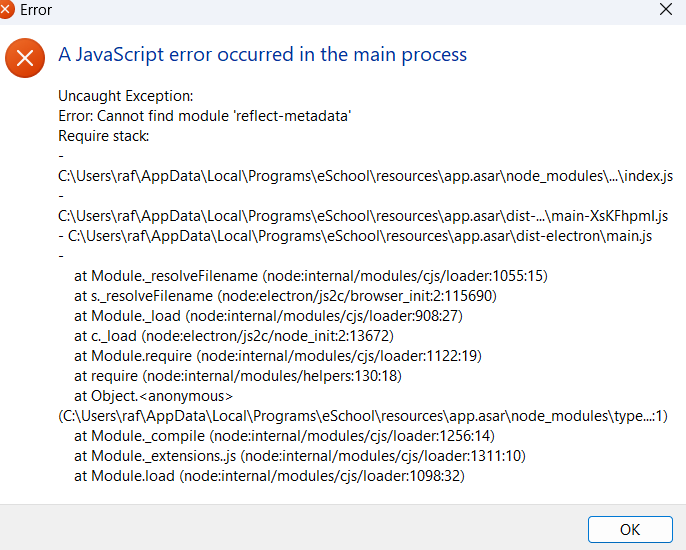 Error
A JavaScript error occurred in the main process
Uncaught Exception:
Error: Cannot find module 'reflect-metadata'
Require stack:
-
C:\Users\raf\AppData\Local\Programs\eSchool\resources\app.asar\node_modules\...\index.js
-
C:\Users\raf\AppData\Local\Programs\eSchool\resources\app.asar\dist-...\main-XsKFhpmI.js
- C:\Users\raf\AppData\Local\Programs\eSchool\resources\app.asar\dist-electron\main.js
-
at Module._resolveFilename (node:internal/modules/cjs/loader:1055:15)
at s._resolveFilename (node:electron/js2c/browser_init:2:115690)
at Module._load (node:internal/modules/cjs/loader:908:27)
at c._load (node:electron/js2c/node_init:2:13672)
at Module.require (node:internal/modules/cjs/loader:1122:19)
at require (node:internal/modules/helpers:130:18)
at Object.<anonymous>
(C:\Users\raf\AppData\Local\Programs\eSchool\resources\app.asar\node_modules\type...:1)
at Module._compile (node:internal/modules/cjs/loader:1256:14)
at Module._extensions..js (node:internal/modules/cjs/loader:1311:10)
at Module.load (node:internal/modules/cjs/loader:1098:32)
OK